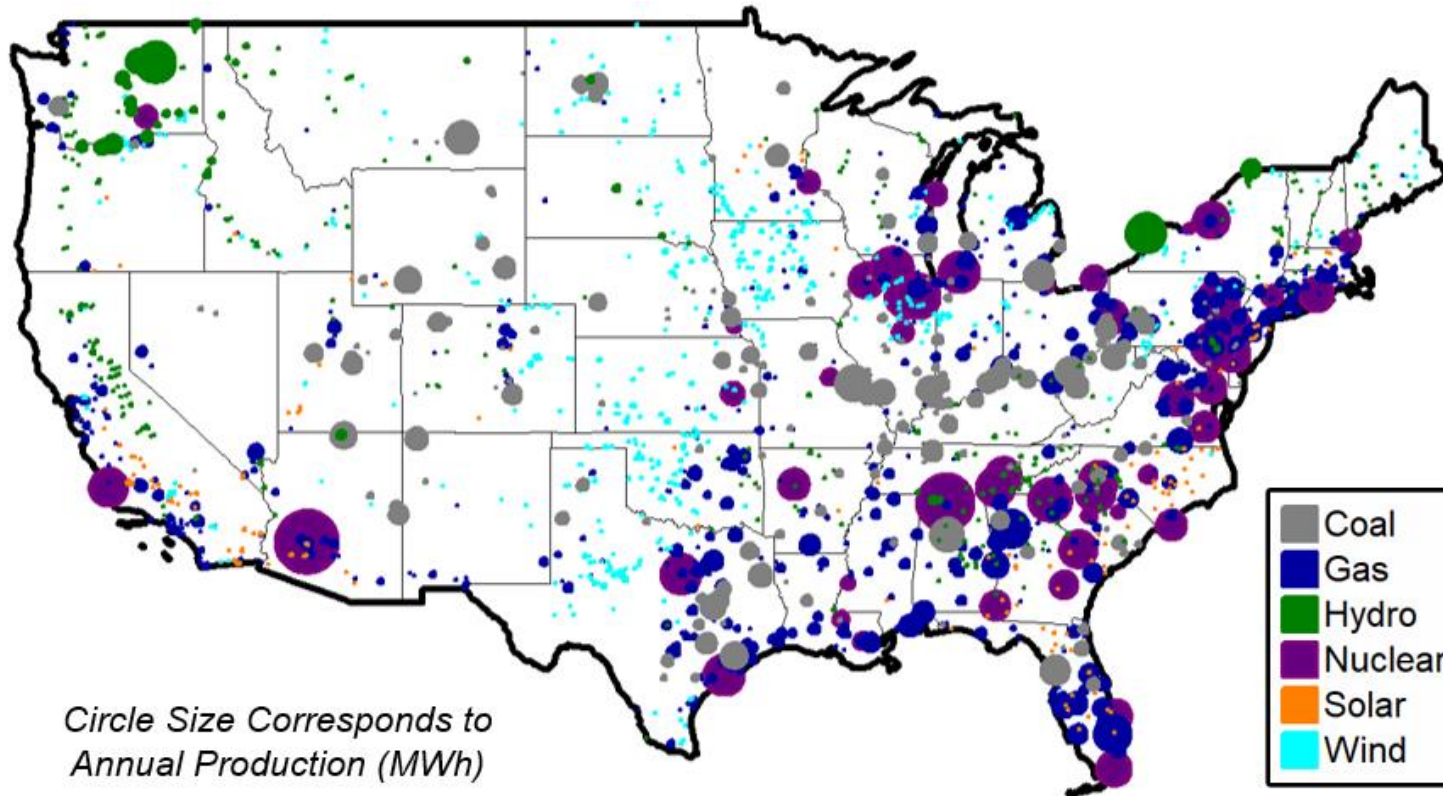 Coal
Gas
Hydro
Nuclear
Solar
Wind
Circle Size Corresponds to
Annual Production (MWh)